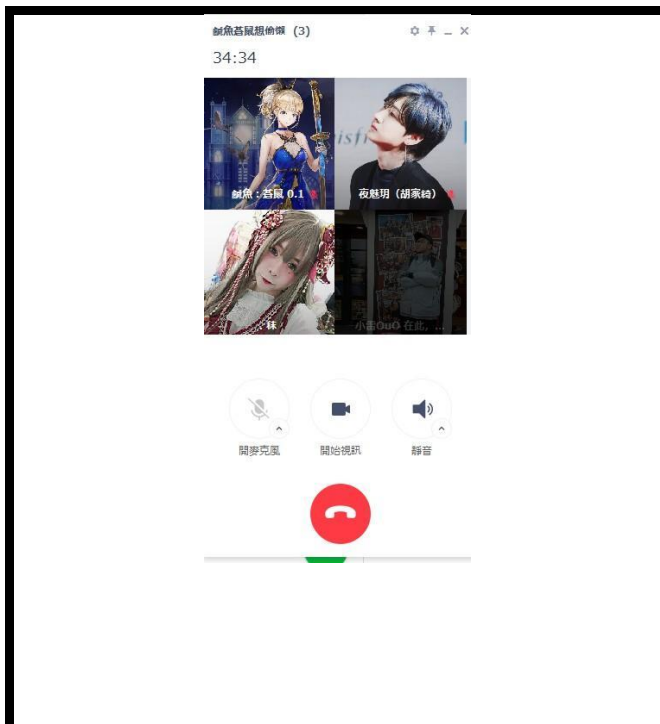 鹹魚蒼鼠想偷懶 (3)
34:34
鹹魚：蒼鼠 0.1
夜魅玥（胡家綺）
妹
開麥克風
開始視訊
靜音